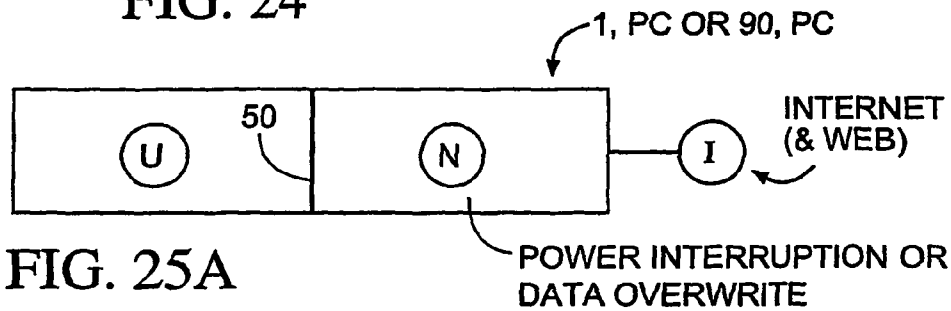 FIG. 24
1, PC OR 90, PC
INTERNET
(& WEB)
50
U
N
I
POWER INTERRUPTION OR
DATA OVERWRITE
FIG. 25A